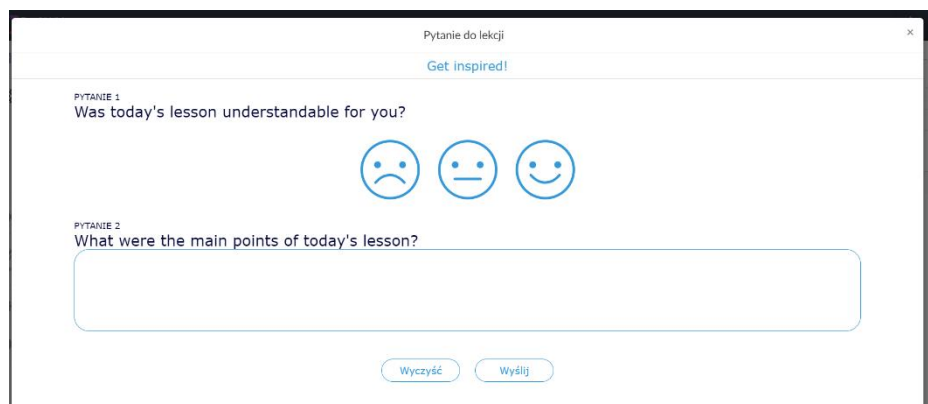 Pytanie do lekcji
×
Get inspired!
PYTANIE 1
Was today's lesson understandable for you?
PYTANIE 2
What were the main points of today's lesson?
Wyczyść Wyślij